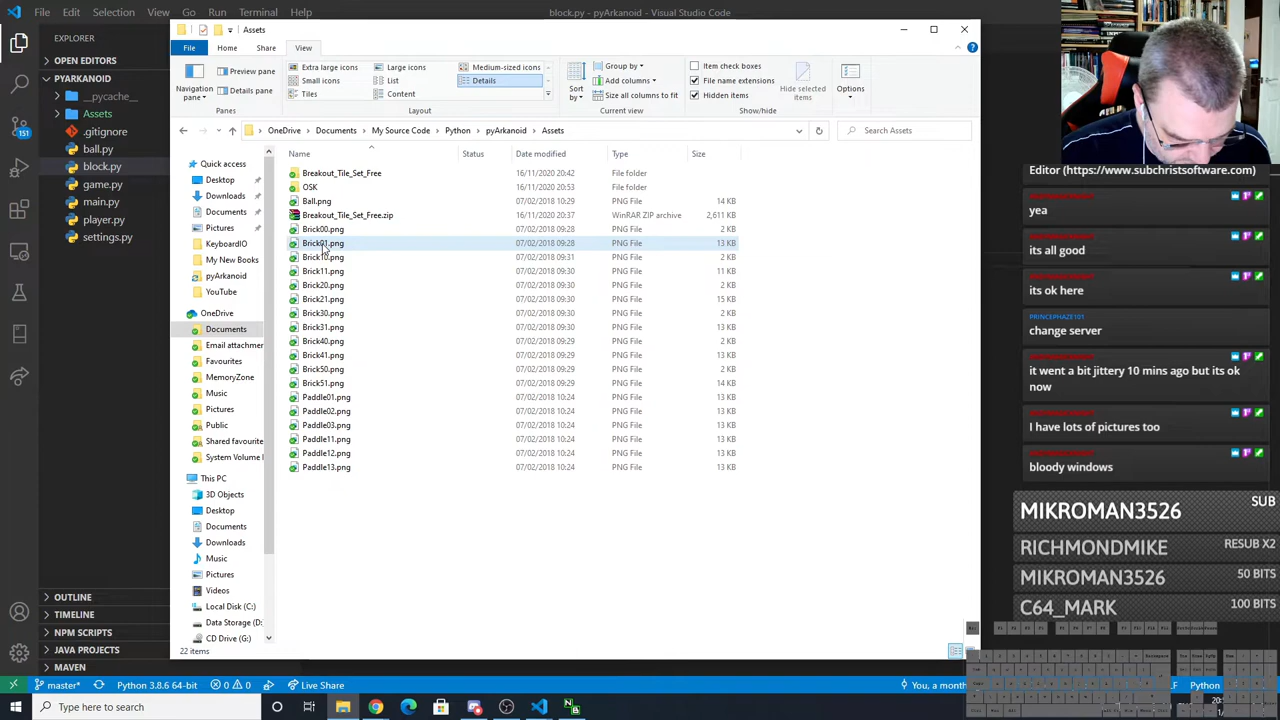 File Edit Selection View Go Run
block.py - pyArkanoid - Visual Studio Code
EXPLORER
OPEN EDITORS
PYARKANOID
__pycache__
Assets
.gitignore
ball.py
block.py
game.py
main.py
player.py
settings.py
OUTLINE
TIMELINE
NPM SCRIPTS
JAVA PROJECTS
MAVEN
151
Assets
File Home Share View
Navigation pane
Preview pane
Details pane
Panes
Extra large icons
Large icons
Medium-sized icons
Small icons
List
Details
Tiles
Content
Layout
Sort by
Group by
Add columns
Size all columns to fit
Current view
Item check boxes
File name extensions
Hidden items
Hide selected items
Show/hide
Options
OneDrive > Documents > My Source Code > Python > pyArkanoid > Assets
Search Assets
Quick access
Desktop
Downloads
Documents
Pictures
KeyboardIO
My New Books
pyArkanoid
YouTube
OneDrive
Documents
Email attachmer
Favourites
MemoryZone
Music
Pictures
Public
Shared favourite
System Volume I
This PC
3D Objects
Desktop
Documents
Downloads
Music
Pictures
Videos
Local Disk (C:)
Data Storage (D:
CD Drive (G:)
Name Status Date modified Type Size
Breakout_Tile_Set_Free 16/11/2020 20:42 File folder
OSK 16/11/2020 20:53 File folder
Ball.png 07/02/2018 09:28 PNG File 14 KB
Breakout_Tile_Set_Free.zip 16/11/2020 20:37 WinRAR ZIP archive 2,611 KB
Brick00.png 07/02/2018 09:28 PNG File 2 KB
Brick01.png 07/02/2018 09:28 PNG File 13 KB
Brick10.png 07/02/2018 09:31 PNG File 2 KB
Brick11.png 07/02/2018 09:30 PNG File 11 KB
Brick20.png 07/02/2018 09:30 PNG File 2 KB
Brick21.png 07/02/2018 09:30 PNG File 15 KB
Brick30.png 07/02/2018 09:30 PNG File 2 KB
Brick31.png 07/02/2018 09:30 PNG File 13 KB
Brick40.png 07/02/2018 09:29 PNG File 2 KB
Brick41.png 07/02/2018 09:29 PNG File 13 KB
Brick50.png 07/02/2018 09:29 PNG File 2 KB
Brick51.png 07/02/2018 09:29 PNG File 14 KB
Paddle01.png 07/02/2018 10:24 PNG File 13 KB
Paddle02.png 07/02/2018 10:24 PNG File 13 KB
Paddle03.png 07/02/2018 10:24 PNG File 13 KB
Paddle11.png 07/02/2018 10:24 PNG File 13 KB
Paddle12.png 07/02/2018 10:24 PNG File 13 KB
Paddle13.png 07/02/2018 10:24 PNG File 13 KB
22 items
Editor (https://www.subchristsoftware.com)
yea
its all good
its ok here
PRINCEPHAZE101
change server
it went a bit jittery 10 mins ago but its ok
now
I have lots of pictures too
bloody windows
MIKROMAN3526 SUB
RICHMONDMIKE RESUB X2
MIKROMAN3526 50 BITS
C64_MARK 100 BITS
master* Python 3.8.6 64-bit 0 0 Live Share
You, a month
Python
Type here to search